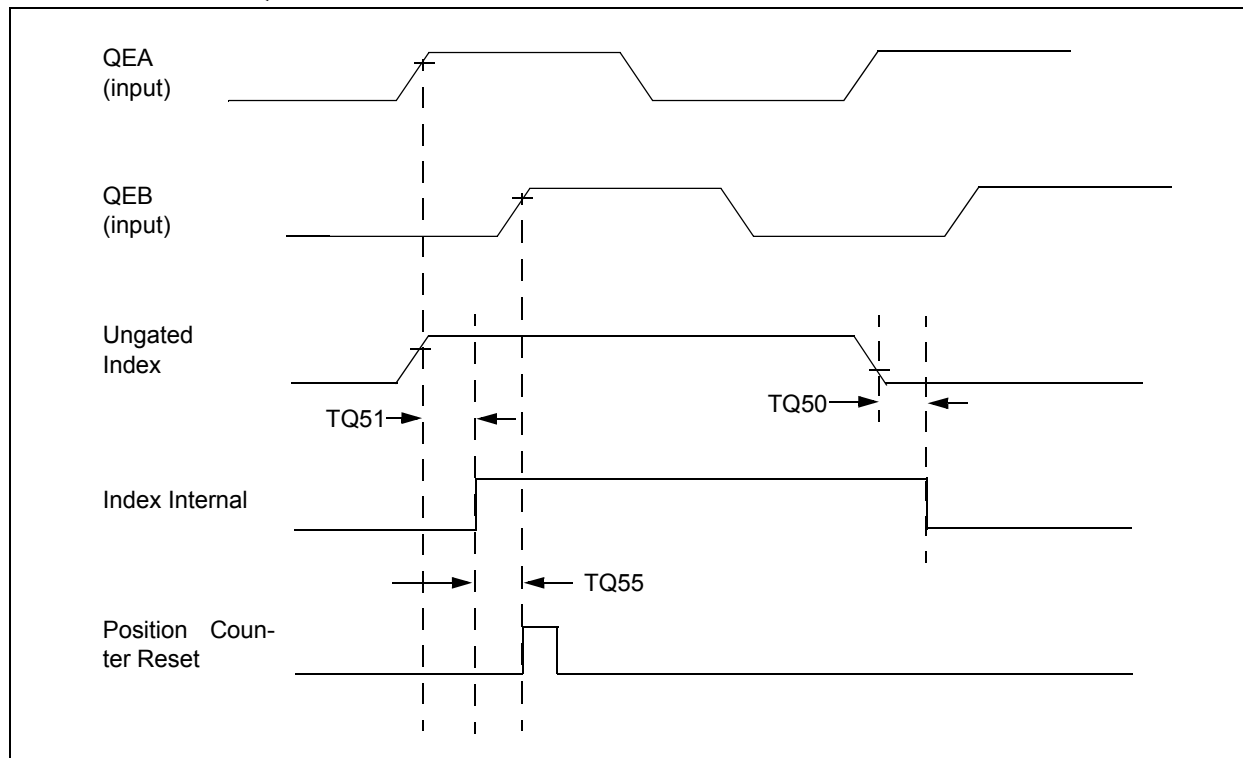 QEA
(input)
QEB
(input)
Ungated
Index
TQ51
TQ50
Index Internal
TQ55
Position Coun-
ter Reset